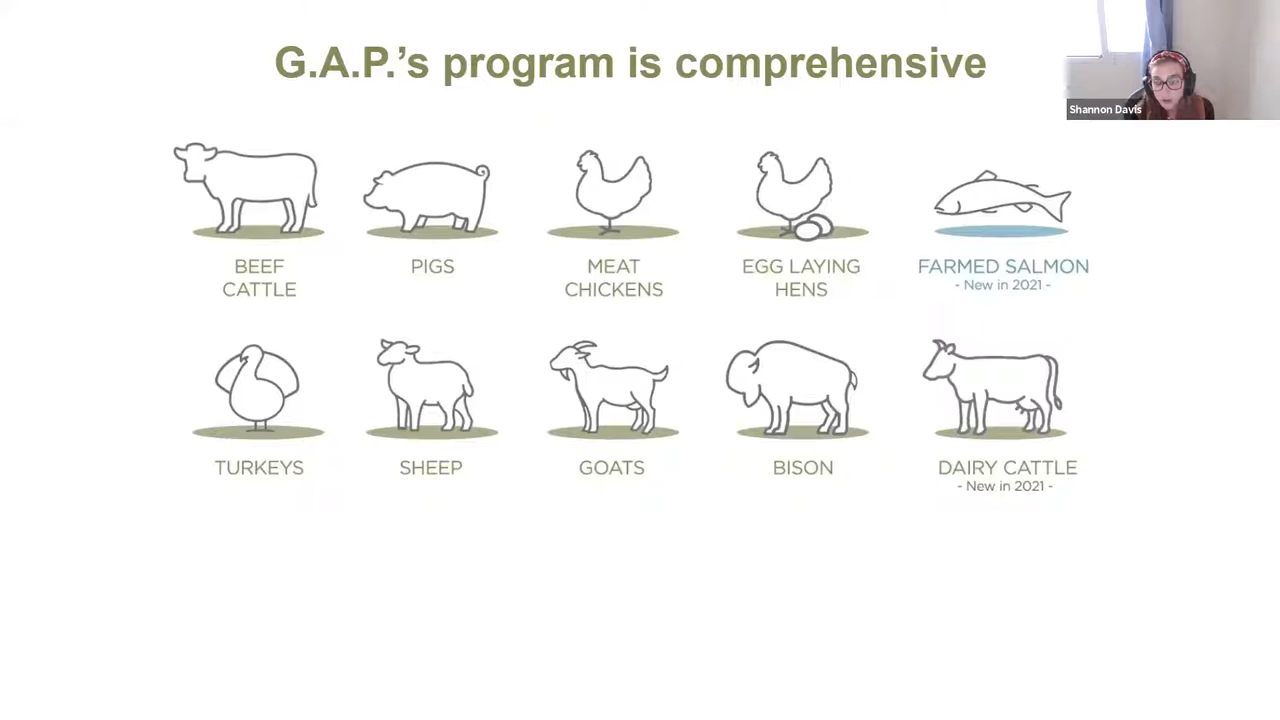 G.A.P.'s program is comprehensive
Shannon Davis
BEEF
CATTLE
PIGS
MEAT
CHICKENS
EGG LAYING
HENS
FARMED SALMON
- New in 2021 -
TURKEYS
SHEEP
GOATS
BISON
DAIRY CATTLE
- New in 2021 -